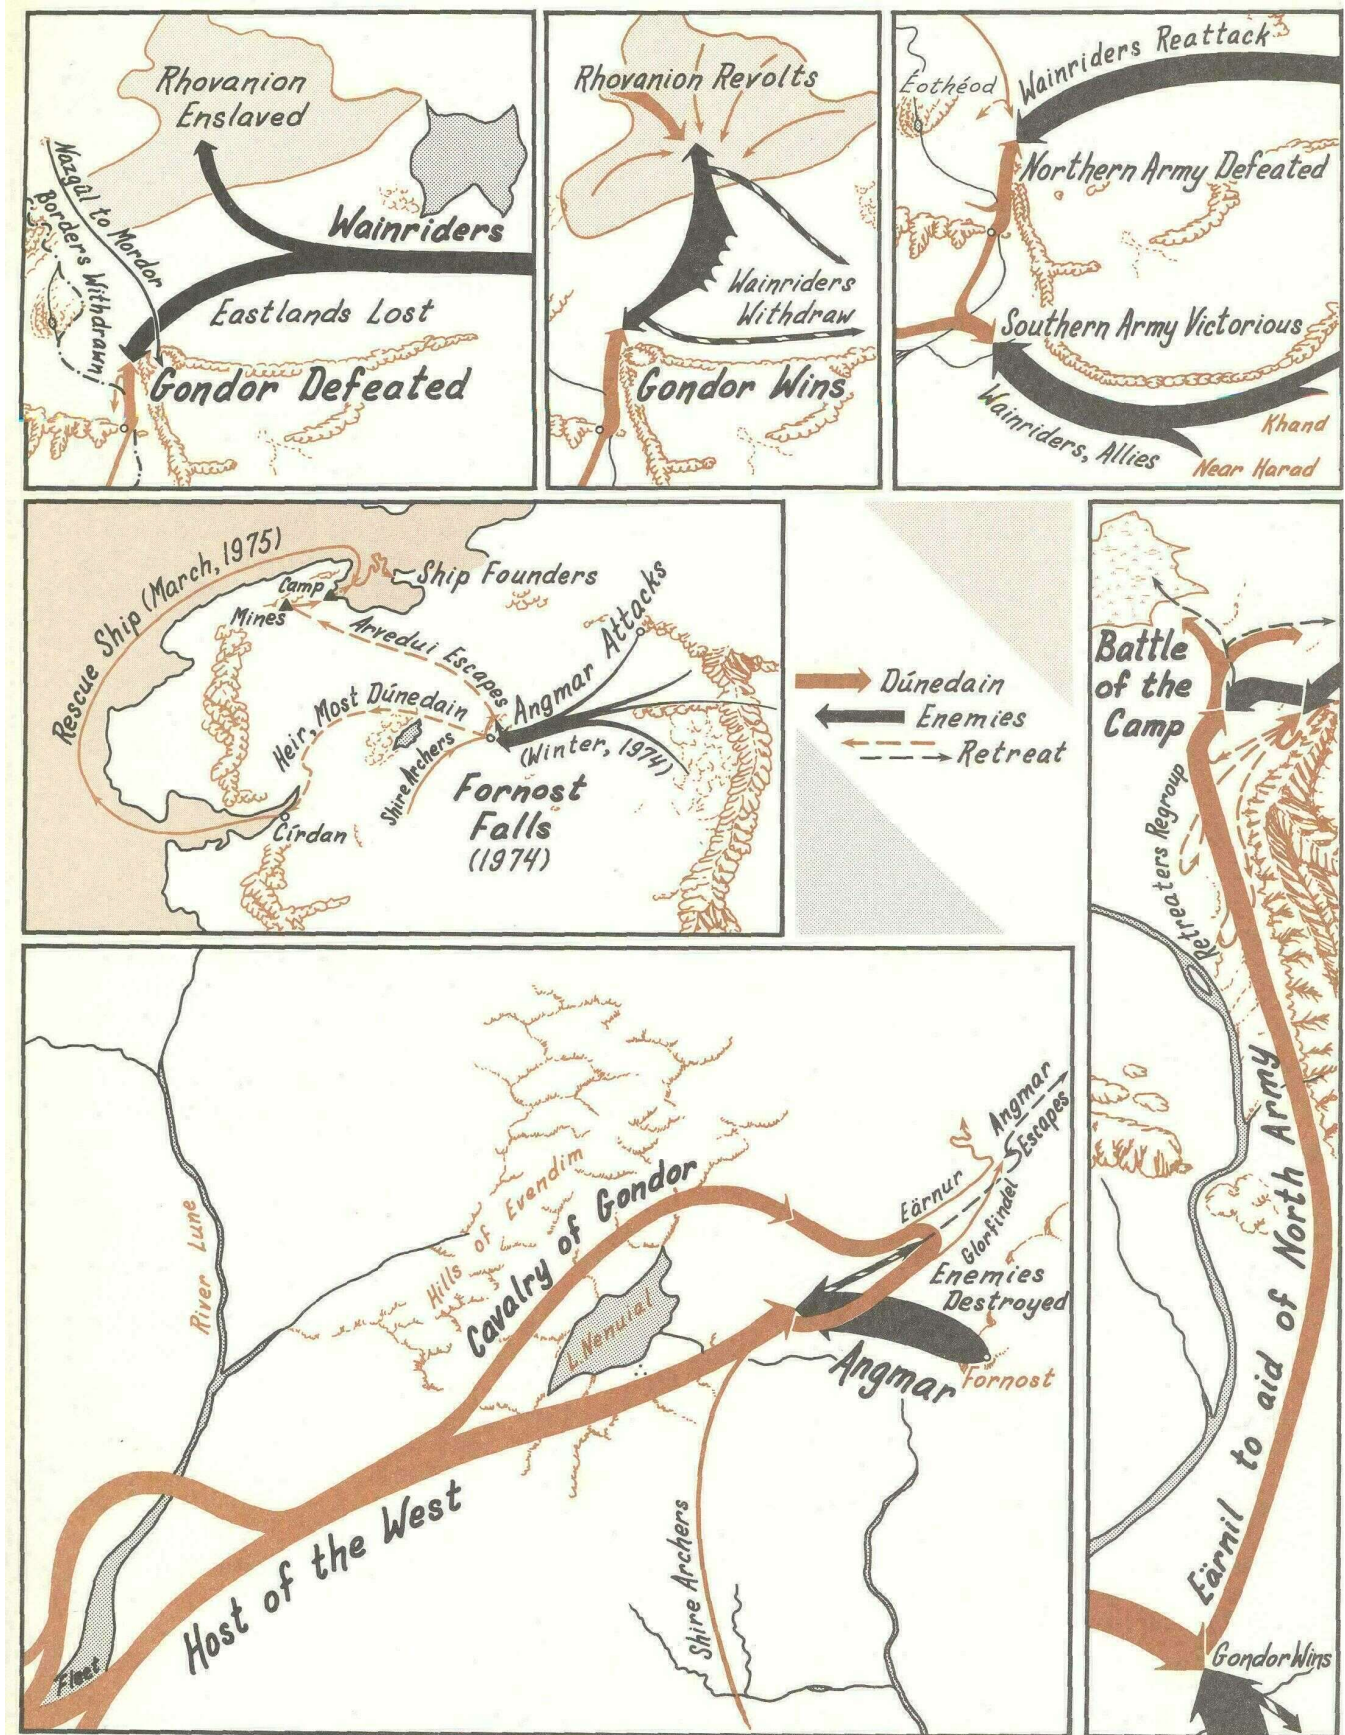 Rhovanion
Enslaved
Nazgûl to Mordor
Borders Withdrawn
Wainriders
Eastlands Lost
Gondor Defeated
Rhovanion Revolts
Wainriders
Withdraw
Gondor Wins
Éothéod
Wainriders Reattack
Northern Army Defeated
Southern Army Victorious
Wainriders, Allies
Khand
Near Harad
Rescue Ship (March, 1975)
Camp
Ship Founders
Mines
Arvedui Escapes
Angmar Attacks
Heir, Most Dúnedain
(Winter, 1974)
Shire Archers
Fornost
Falls
(1974)
Círdan
Dúnedain
Enemies
Retreat
Battle
of the
Camp
Retreaters Regroup
Eärnil to aid of North Army
Gondor Wins
River Lune
Hills
of Evendim
Cavalry of Gondor
L. Nenuial
Angmar
Escapes
Eärnur
Glorfindel
Enemies
Destroyed
Angmar
Fornost
Host of the West
Shire Archers
Fleet